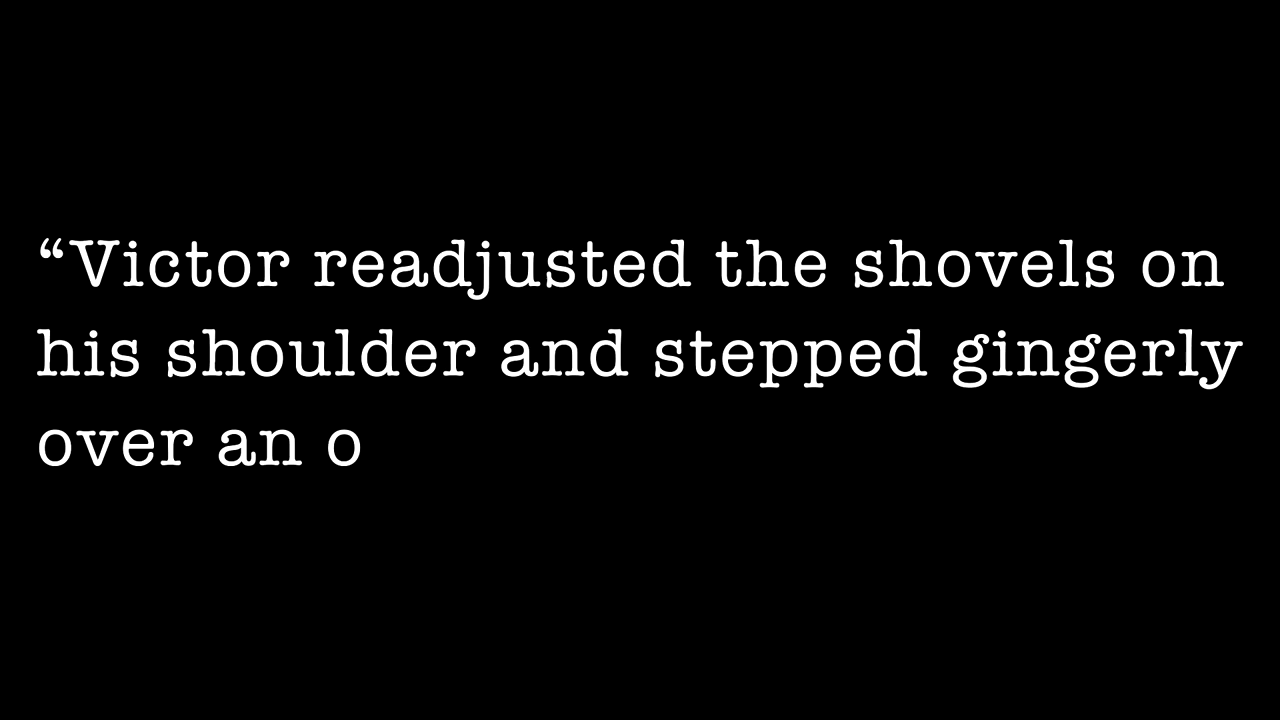 “Victor readjusted the shovels on
his shoulder and stepped gingerly
over an o